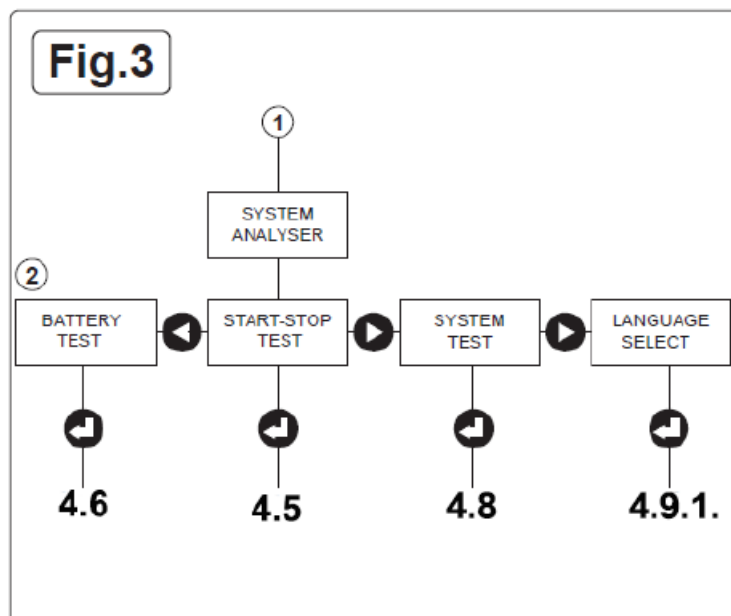 Fig.3
1
SYSTEM
ANALYSER
2
BATTERY
TEST
START-STOP
TEST
SYSTEM
TEST
LANGUAGE
SELECT
4.6
4.5
4.8
4.9.1.